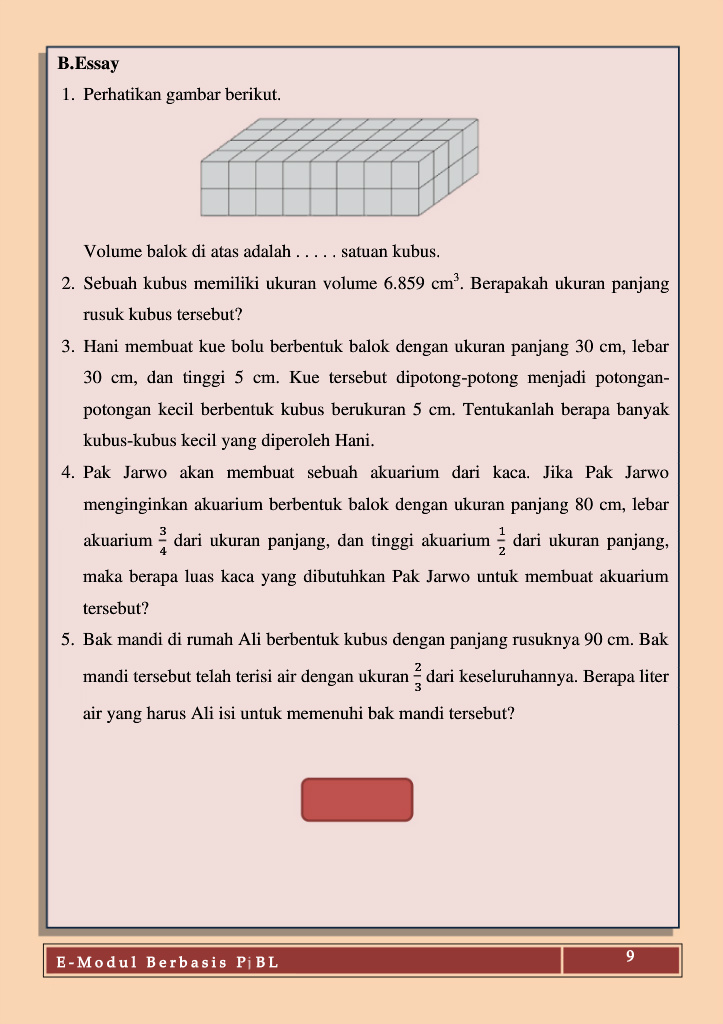 B.Essay
1. Perhatikan gambar berikut.
Volume balok di atas adalah . . . . . satuan kubus.
2. Sebuah kubus memiliki ukuran volume 6.859 cm³. Berapakah ukuran panjang
rusuk kubus tersebut?
3. Hani membuat kue bolu berbentuk balok dengan ukuran panjang 30 cm, lebar
30 cm, dan tinggi 5 cm. Kue tersebut dipotong-potong menjadi potongan-
potongan kecil berbentuk kubus berukuran 5 cm. Tentukanlah berapa banyak
kubus-kubus kecil yang diperoleh Hani.
4. Pak Jarwo akan membuat sebuah akuarium dari kaca. Jika Pak Jarwo
menginginkan akuarium berbentuk balok dengan ukuran panjang 80 cm, lebar
akuarium 3/4 dari ukuran panjang, dan tinggi akuarium 1/2 dari ukuran panjang,
maka berapa luas kaca yang dibutuhkan Pak Jarwo untuk membuat akuarium
tersebut?
5. Bak mandi di rumah Ali berbentuk kubus dengan panjang rusuknya 90 cm. Bak
mandi tersebut telah terisi air dengan ukuran 2/3 dari keseluruhannya. Berapa liter
air yang harus Ali isi untuk memenuhi bak mandi tersebut?
E-Modul Berbasis PjBL
9